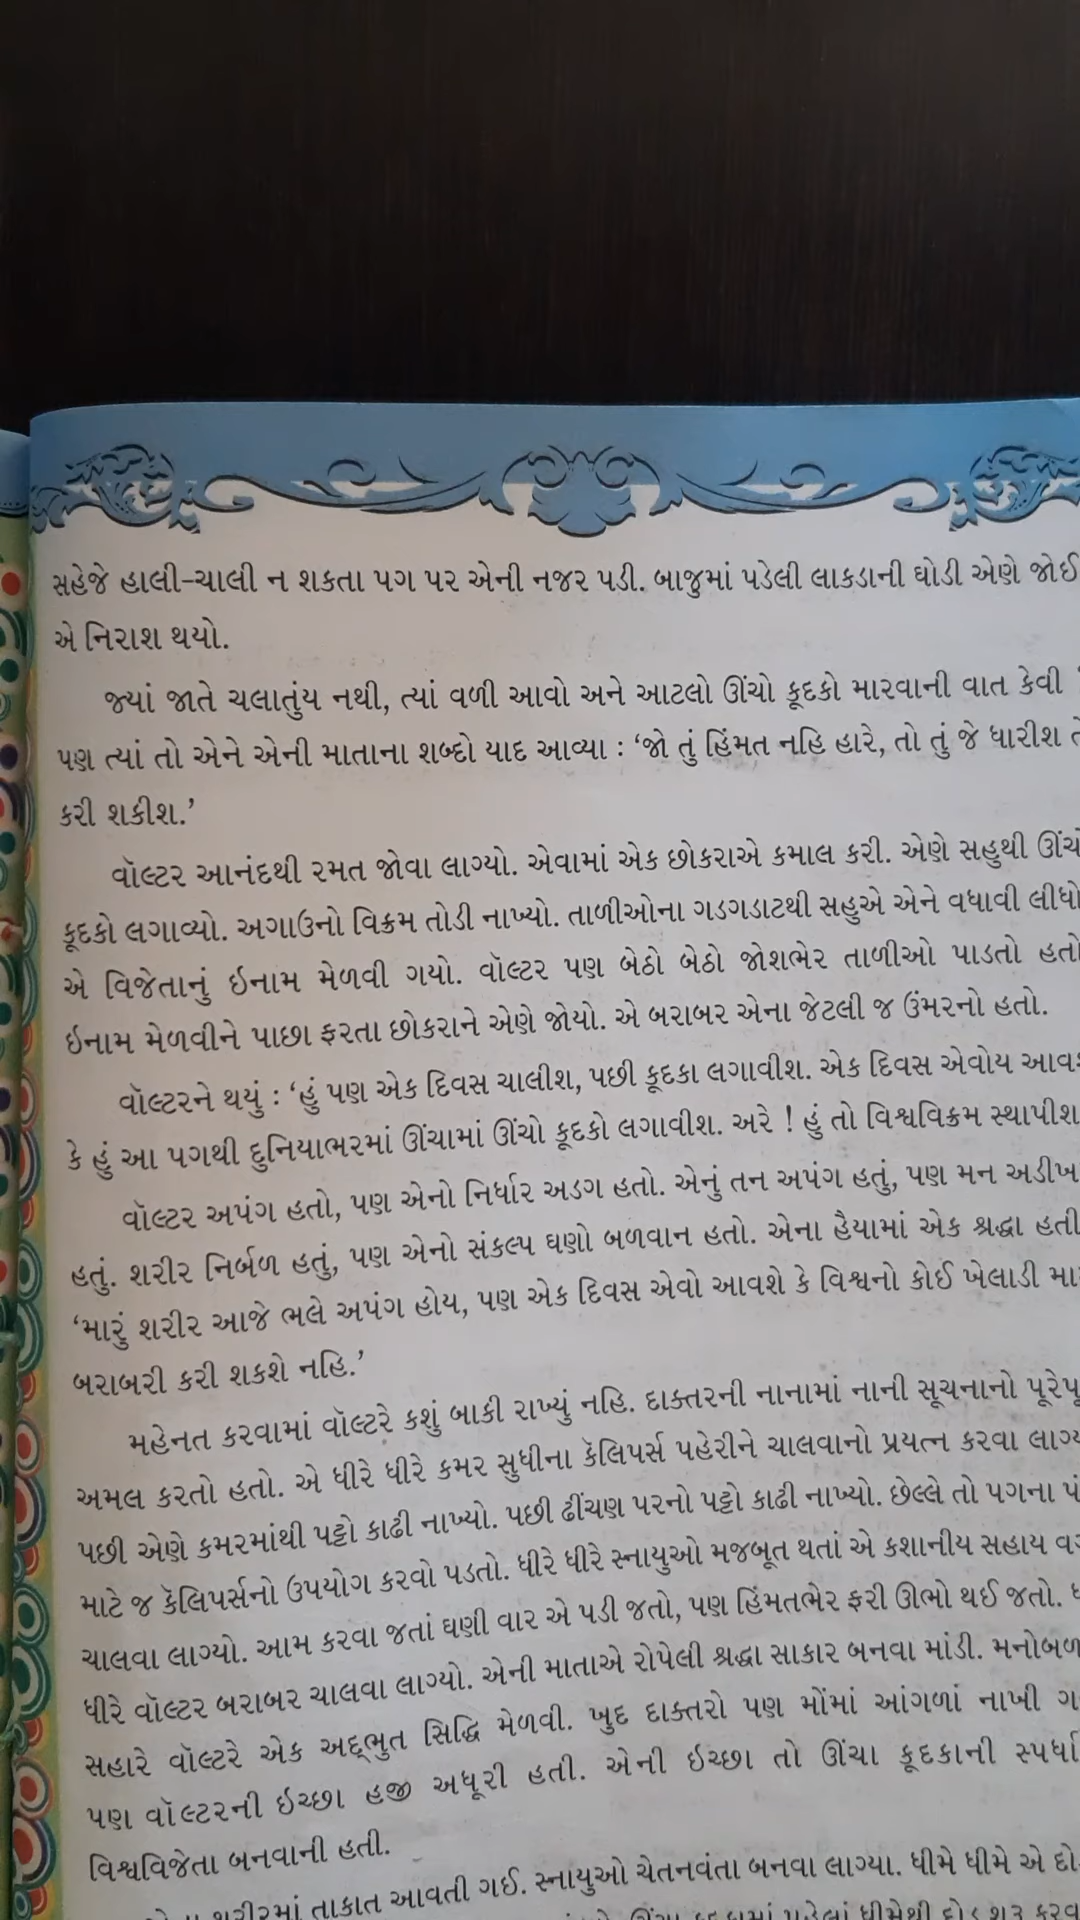 સહેજે હાલી-ચાલી ન શકતા પગ પર એની નજર પડી. બાજુમાં પડેલી લાકડાની ઘોડી એણે જોઈ
એ નિરાશ થયો.
જ્યાં જાતે ચલાતુંય નથી, ત્યાં વળી આવો અને આટલો ઊંચો કૂદકો મારવાની વાત કેવી
પણ ત્યાં તો એને એની માતાના શબ્દો યાદ આવ્યા : ‘જો તું હિંમત નહિ હારે, તો તું જે ધારીશ તે
કરી શકીશ.’
વૉલ્ટર આનંદથી રમત જોવા લાગ્યો. એવામાં એક છોકરાએ કમાલ કરી. એણે સહુથી ઊંચો
કૂદકો લગાવ્યો. અગાઉનો વિક્રમ તોડી નાખ્યો. તાળીઓના ગડગડાટથી સહુએ એને વધાવી લીધો
એ વિજેતાનું ઇનામ મેળવી ગયો. વૉલ્ટર પણ બેઠો બેઠો જોશભેર તાળીઓ પાડતો હતો
ઇનામ મેળવીને પાછા ફરતા છોકરાને એણે જોયો. એ બરાબર એના જેટલી જ ઉંમરનો હતો.
વૉલ્ટરને થયું : ‘હું પણ એક દિવસ ચાલીશ, પછી કૂદકા લગાવીશ. એક દિવસ એવોય
કે હું આ પગથી દુનિયાભરમાં ઊંચામાં ઊંચો કૂદકો લગાવીશ. અરે ! હું તો વિશ્વવિક્રમ સ્થાપીશ
વૉલ્ટર અપંગ હતો, પણ એનો નિર્ધાર અડગ હતો. એનું તન અપંગ હતું, પણ મન અડીખ
હતું. શરીર નિર્બળ હતું, પણ એનો સંકલ્પ ઘણો બળવાન હતો. એના હૈયામાં એક શ્રદ્ધા હતી
‘મારું શરીર આજે ભલે અપંગ હોય, પણ એક દિવસ એવો આવશે કે વિશ્વનો કોઈ ખેલાડી
બરાબરી કરી શકશે નહિ.’
મહેનત કરવામાં વૉલ્ટરે કશું બાકી રાખ્યું નહિ. દાક્તરની નાનામાં નાની સૂચનાનો
અમલ કરતો હતો. એ ધીરે ધીરે કમર સુધીના કૅલિપર્સ પહેરીને ચાલવાનો પ્રયત્ન કરવા
પછી એણે કમરમાંથી પટ્ટો કાઢી નાખ્યો. પછી ઢીંચણ પરનો પટ્ટો કાઢી નાખ્યો. છેલ્લે તો પગના
માટે જ કૅલિપર્સનો ઉપયોગ કરવો પડતો. ધીરે ધીરે સ્નાયુઓ મજબૂત થતાં એ કશાનીય સહાય
ચાલવા લાગ્યો. આમ કરવા જતાં ઘણી વાર એ પડી જતો, પણ હિંમતભેર ફરી ઊભો થઈ જતો.
ધીરે વૉલ્ટર બરાબર ચાલવા લાગ્યો. એની માતાએ રોપેલી શ્રદ્ધા સાકાર બનવા માંડી. મનોબળ
સહારે વૉલ્ટરે એક અદ્ભુત સિદ્ધિ મેળવી. ખુદ દાક્તરો પણ મોંમાં આંગળાં નાખી
પણ વૉલ્ટરની ઇચ્છા હજી અધૂરી હતી. એની ઇચ્છા તો ઊંચા કૂદકાની સ્પર્ધા
વિશ્વવિજેતા બનવાની હતી.
શરીરમાં તાકાત આવતી ગઈ. સ્નાયુઓ ચેતનવંતા બનવા લાગ્યા. ધીમે ધીમે એ